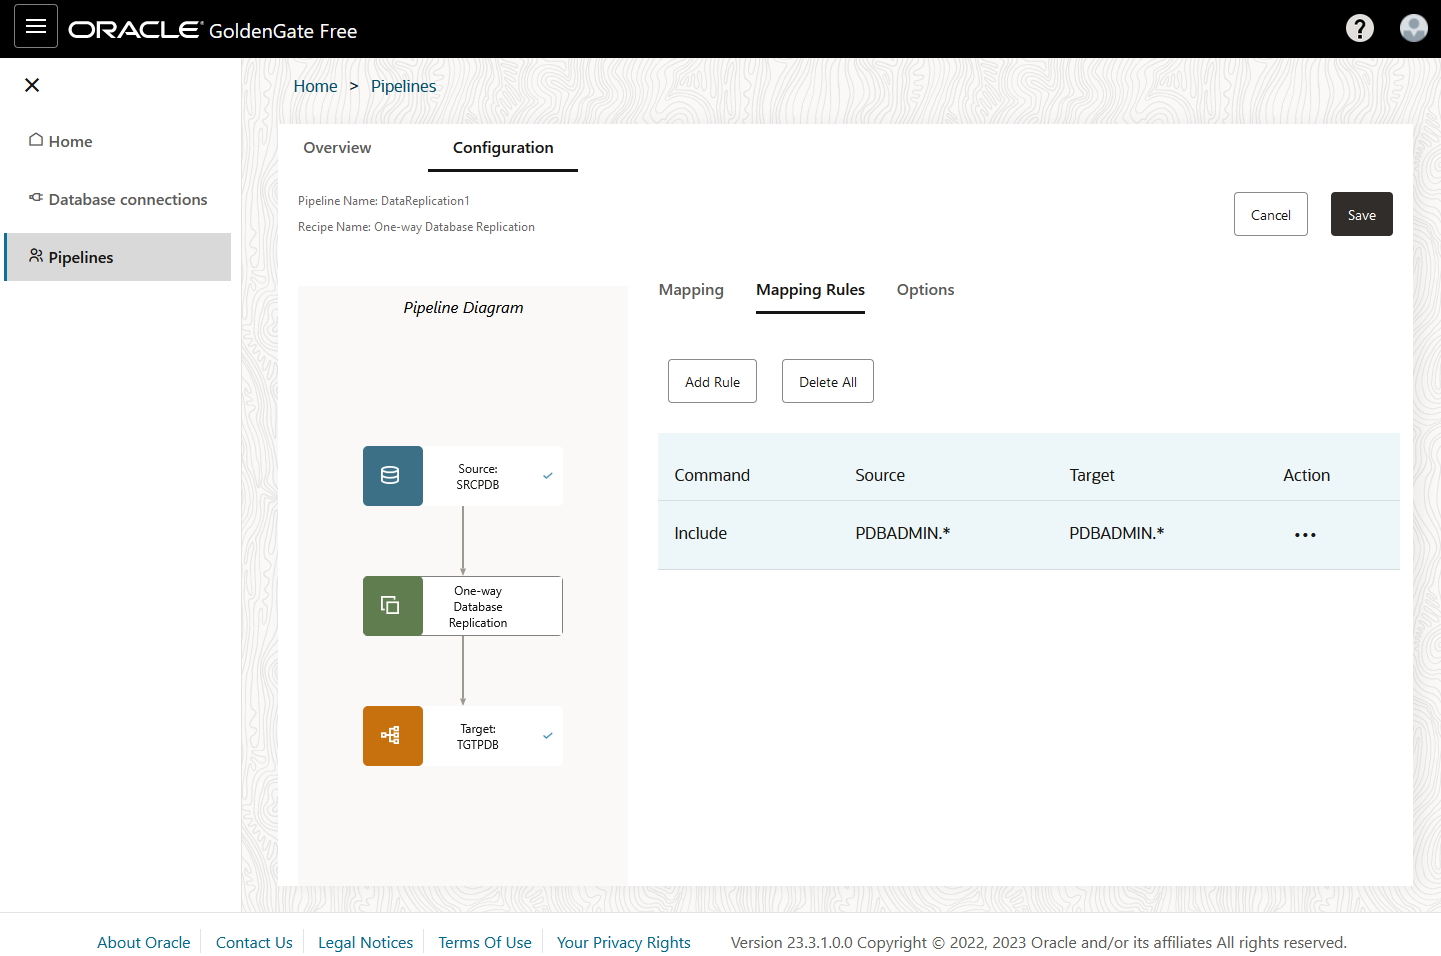 ORACLE GoldenGate Free
Home > Pipelines
Home
Database connections
Pipelines
Overview Configuration
Pipeline Name: DataReplication1
Recipe Name: One-way Database Replication
Cancel Save
Pipeline Diagram
Source:
SRCPDB
One-way
Database
Replication
Target:
TGTPDB
Mapping Mapping Rules Options
Add Rule Delete All
Command Source Target Action
Include PDBADMIN.* PDBADMIN.* •••
About Oracle Contact Us Legal Notices Terms Of Use Your Privacy Rights Version 23.3.1.0.0 Copyright © 2022, 2023 Oracle and/or its affiliates All rights reserved.